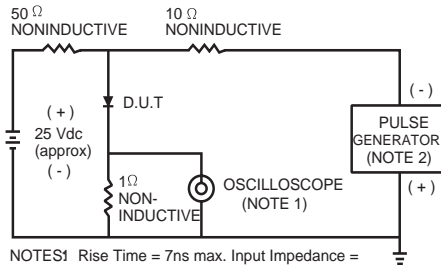 50 Ω
NONINDUCTIVE
10 Ω
NONINDUCTIVE
D.U.T
( + )
25 Vdc
(approx)
( - )
1Ω
NON-
INDUCTIVE
OSCILLOSCOPE
(NOTE 1)
( - )
PULSE
GENERATOR
(NOTE 2)
( + )
NOTES1 Rise Time = 7ns max. Input Impedance =